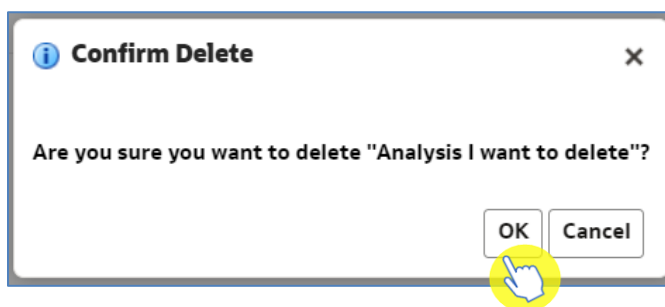 Confirm Delete
Are you sure you want to delete "Analysis I want to delete"?
OK Cancel